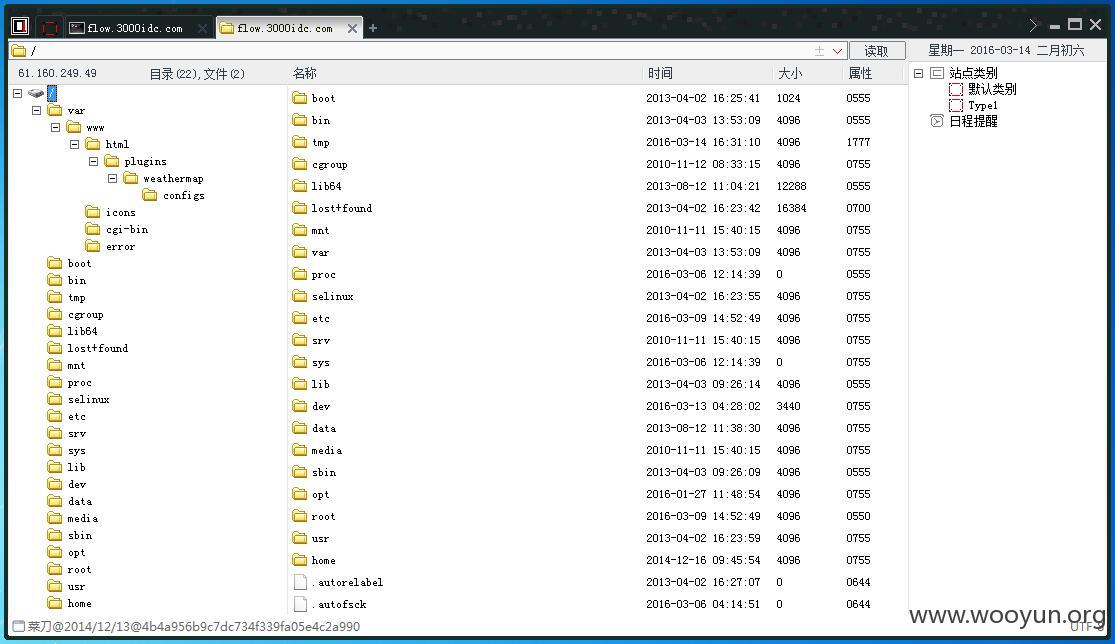 flow.3000idc.com flow.3000idc.com
/ 读取 星期一 2016-03-14 二月初六
61.160.249.49 目录(22),文件(2) 名称 时间 大小 属性
/
var
www
html
plugins
weathermap
configs
icons
cgi-bin
error
boot
bin
tmp
cgroup
lib64
lost+found
mnt
proc
selinux
etc
srv
sys
lib
dev
data
media
sbin
opt
root
usr
home
boot 2013-04-02 16:25:41 1024 0555
bin 2013-04-03 13:53:09 4096 0555
tmp 2016-03-14 16:31:10 4096 1777
cgroup 2010-11-12 08:33:15 4096 0755
lib64 2013-08-12 11:04:21 12288 0555
lost+found 2013-04-02 16:23:42 16384 0700
mnt 2010-11-11 15:40:15 4096 0755
var 2013-04-03 13:53:09 4096 0755
proc 2016-03-06 12:14:39 0 0555
selinux 2013-04-02 16:23:55 4096 0755
etc 2016-03-09 14:52:49 4096 0755
srv 2010-11-11 15:40:15 4096 0755
sys 2016-03-06 12:14:39 0 0755
lib 2013-04-03 09:26:14 4096 0555
dev 2016-03-13 04:28:02 3440 0755
data 2013-08-12 11:38:30 4096 0755
media 2010-11-11 15:40:15 4096 0755
sbin 2013-04-03 09:26:09 4096 0555
opt 2016-01-27 11:48:54 4096 0755
root 2016-03-09 14:52:49 4096 0550
usr 2013-04-02 16:23:59 4096 0755
home 2014-12-16 09:45:54 4096 0755
.autorelabel 2013-04-02 16:27:07 0 0644
.autofsck 2016-03-06 04:14:51 0 0644
站点类别
默认类别
Type1
日程提醒
www.wooyun.org
菜刀@2014/12/13@4b4a956b9c7dc734f339fa05e4c2a990 UTF-8